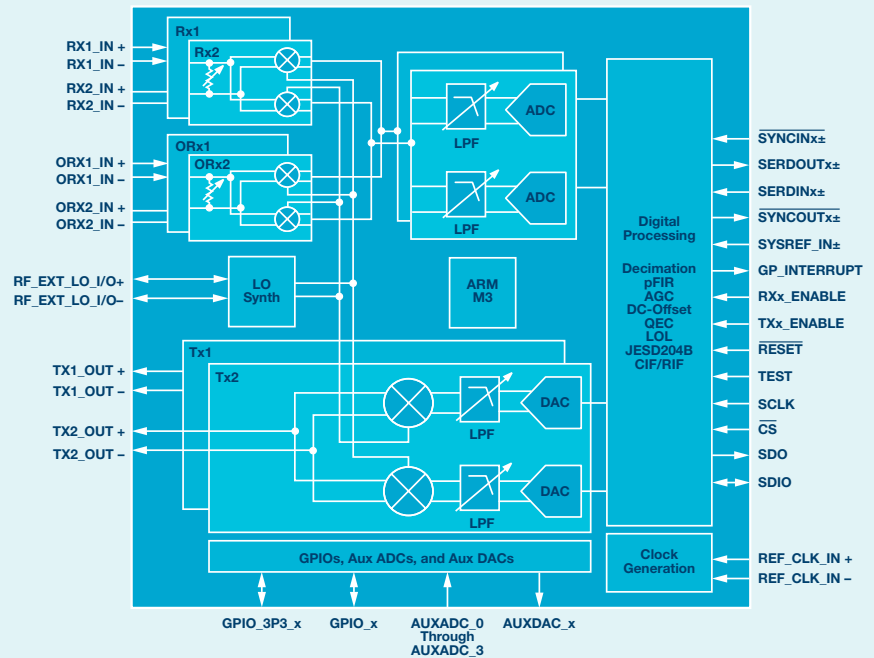 RX1_IN +
RX1_IN –
RX2_IN +
RX2_IN –
Rx1
Rx2
ORX1_IN +
ORX1_IN –
ORX2_IN +
ORX2_IN –
ORx1
ORx2
RF_EXT_LO_I/O+
RF_EXT_LO_I/O–
LO
Synth
ARM
M3
LPF
ADC
LPF
ADC
TX1_OUT +
TX1_OUT –
TX2_OUT +
TX2_OUT –
Tx1
Tx2
LPF
DAC
LPF
DAC
Digital
Processing
Decimation
pFIR
AGC
DC-Offset
QEC
LOL
JESD204B
CIF/RIF
Clock
Generation
SYNCINx±
SERDOUTx±
SERDINx±
SYNCOUTx±
SYSREF_IN±
GP_INTERRUPT
RXx_ENABLE
TXx_ENABLE
RESET
TEST
SCLK
CS
SDO
SDIO
REF_CLK_IN +
REF_CLK_IN –
GPIOs, Aux ADCs, and Aux DACs
GPIO_3P3_x
GPIO_x
AUXADC_0
Through
AUXADC_3
AUXDAC_x